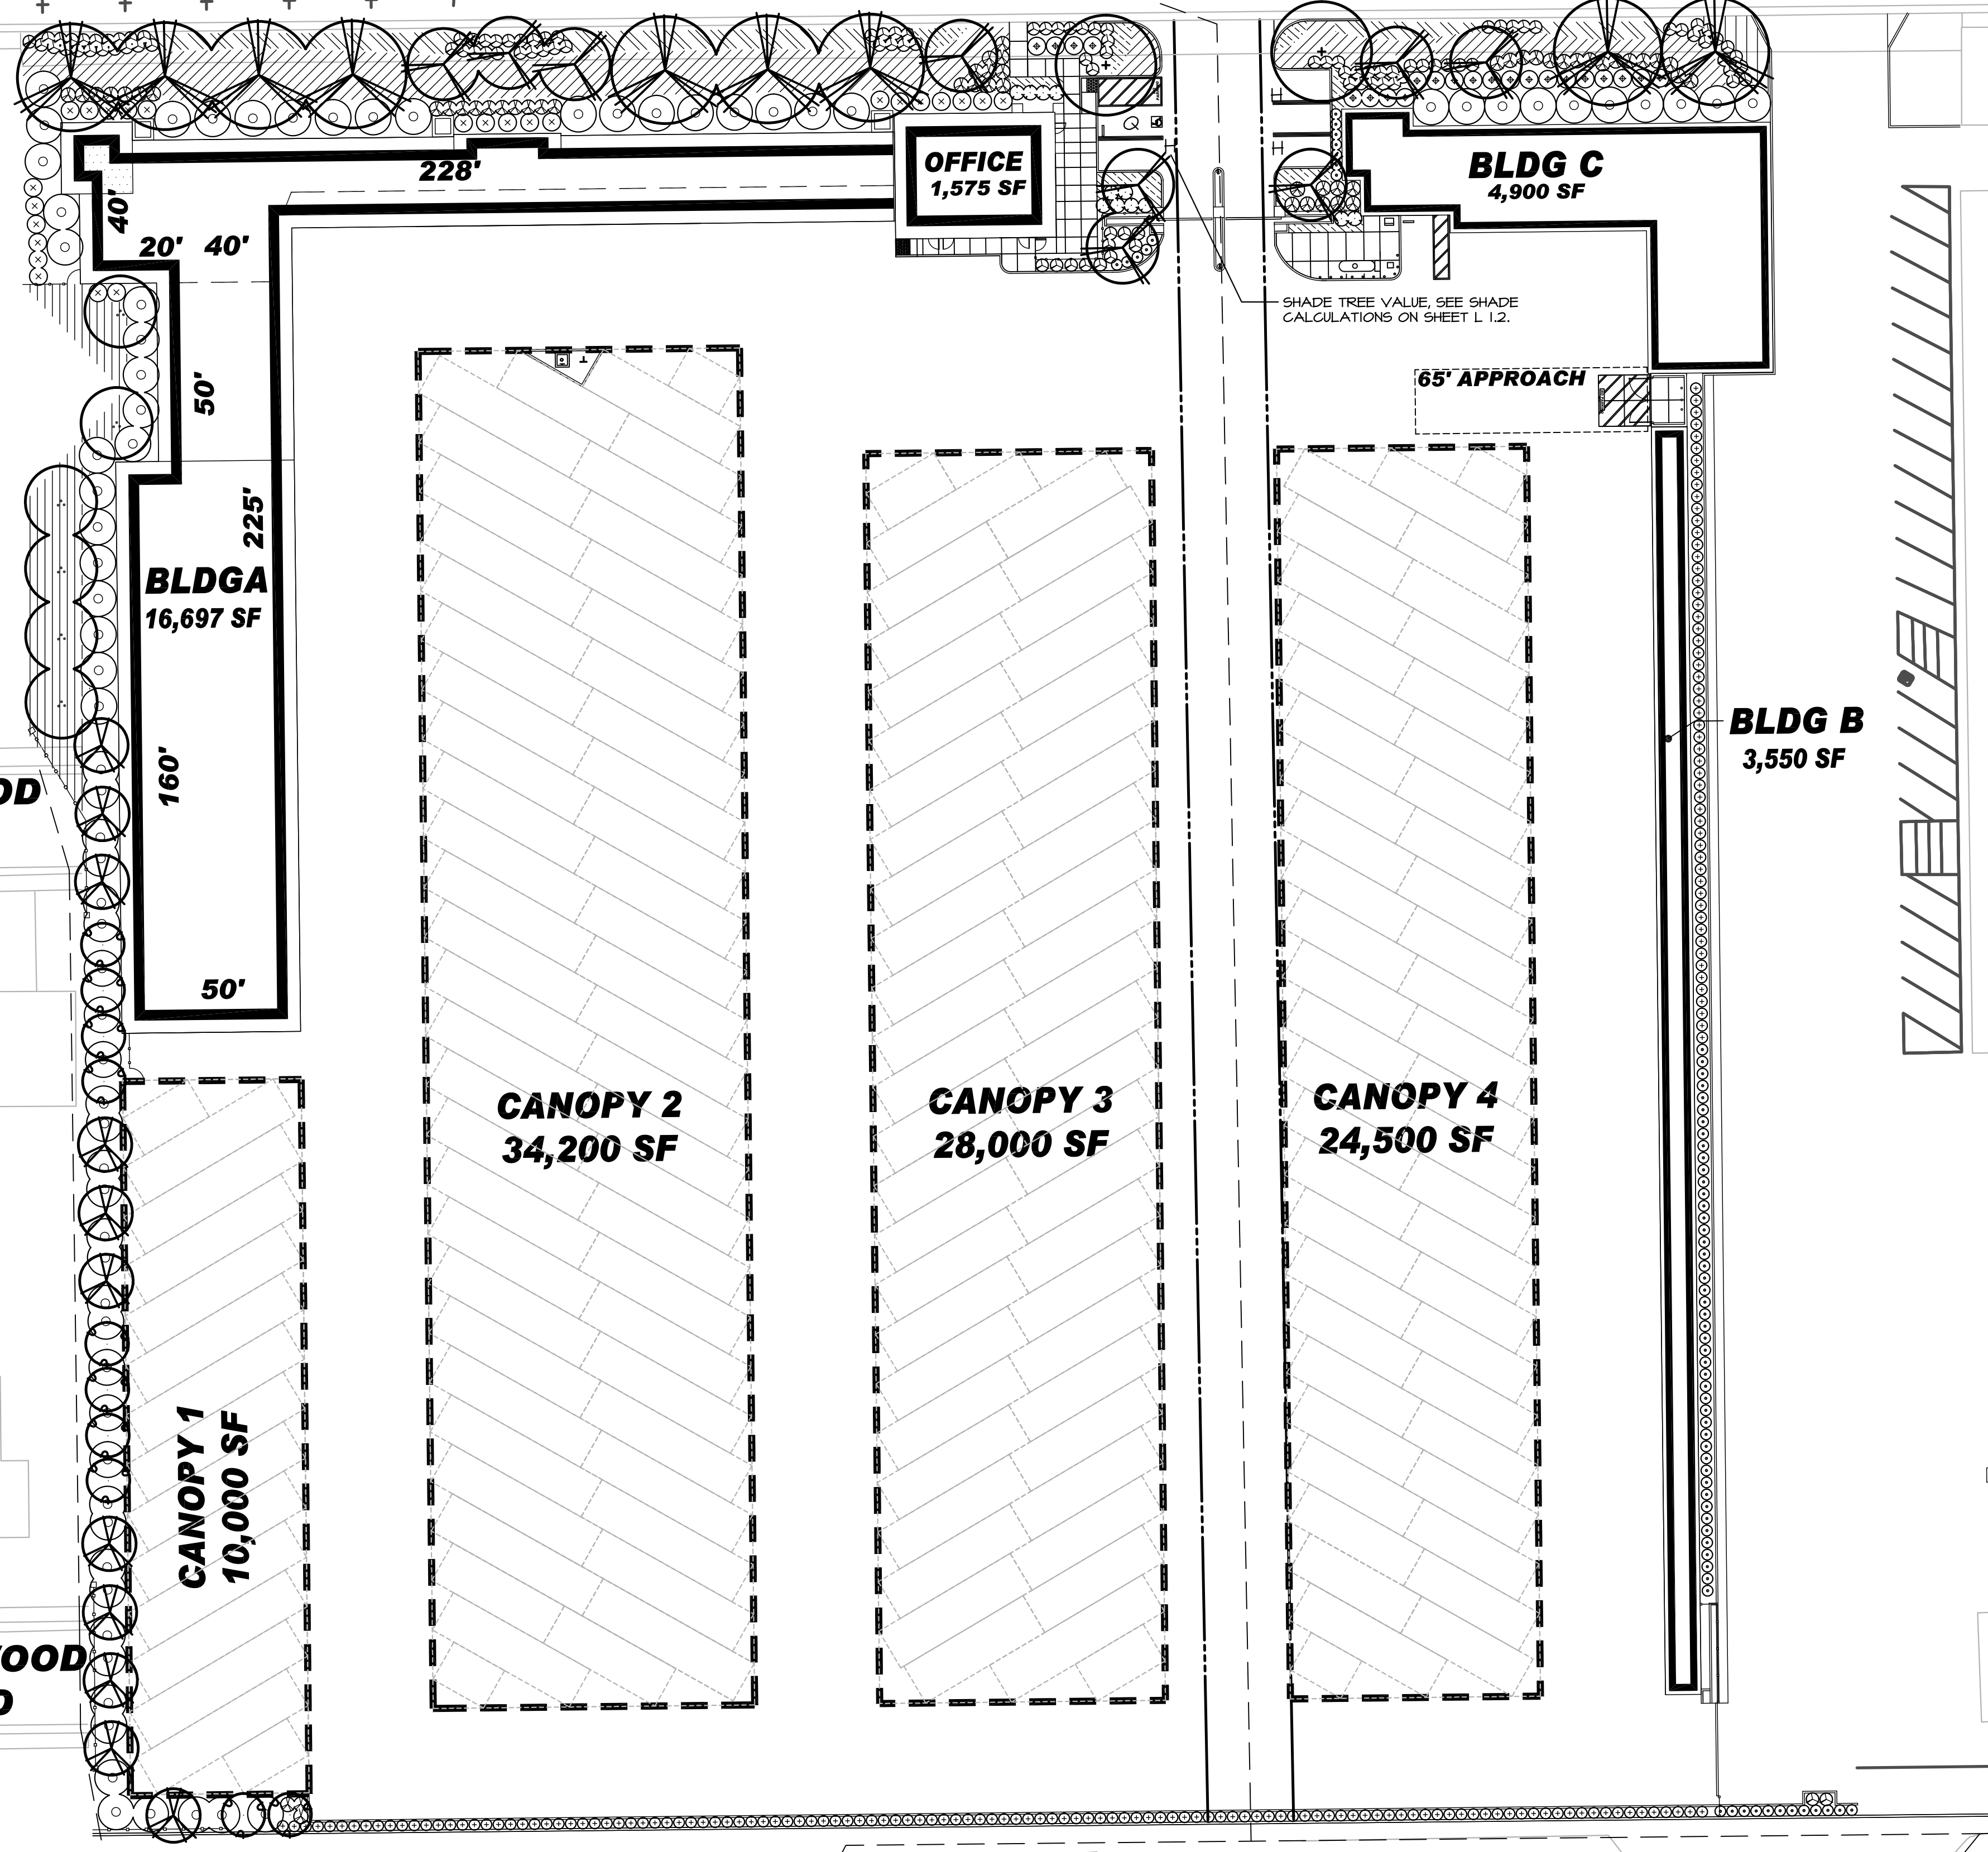 228'
OFFICE
1,575 SF
BLDG C
4,900 SF
40'
20'
40'
SHADE TREE VALUE, SEE SHADE
CALCULATIONS ON SHEET L 1.2.
50'
65' APPROACH
225'
BLDGA
16,697 SF
BLDG B
3,550 SF
160'
OD
50'
CANOPY 2
34,200 SF
CANOPY 3
28,000 SF
CANOPY 4
24,500 SF
CANOPY 1
10,000 SF
OOD